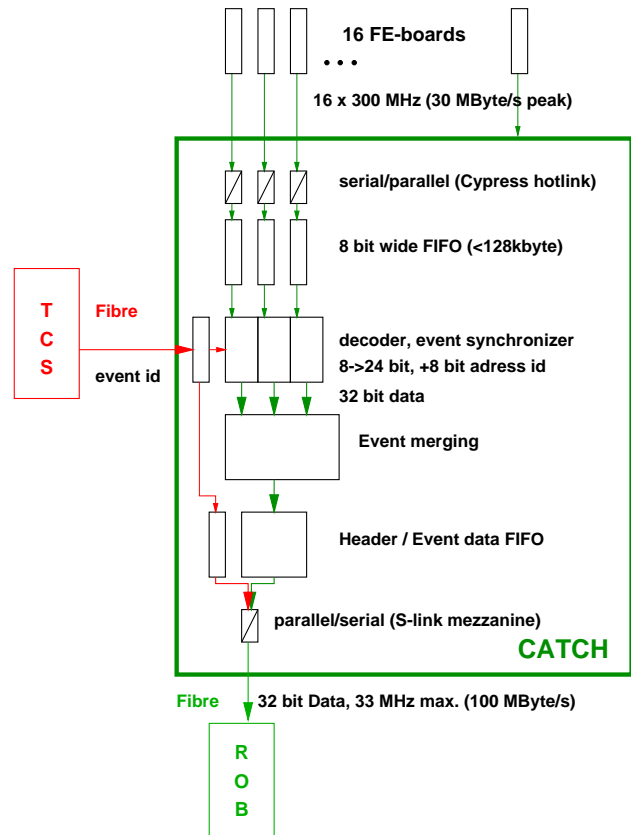 16 FE-boards
• • •
16 x 300 MHz (30 MByte/s peak)
serial/parallel (Cypress hotlink)
8 bit wide FIFO (<128kbyte)
T
C
S
Fibre
event id
decoder, event synchronizer
8->24 bit, +8 bit adress id
32 bit data
Event merging
Header / Event data FIFO
parallel/serial (S-link mezzanine)
CATCH
Fibre
32 bit Data, 33 MHz max. (100 MByte/s)
R
O
B